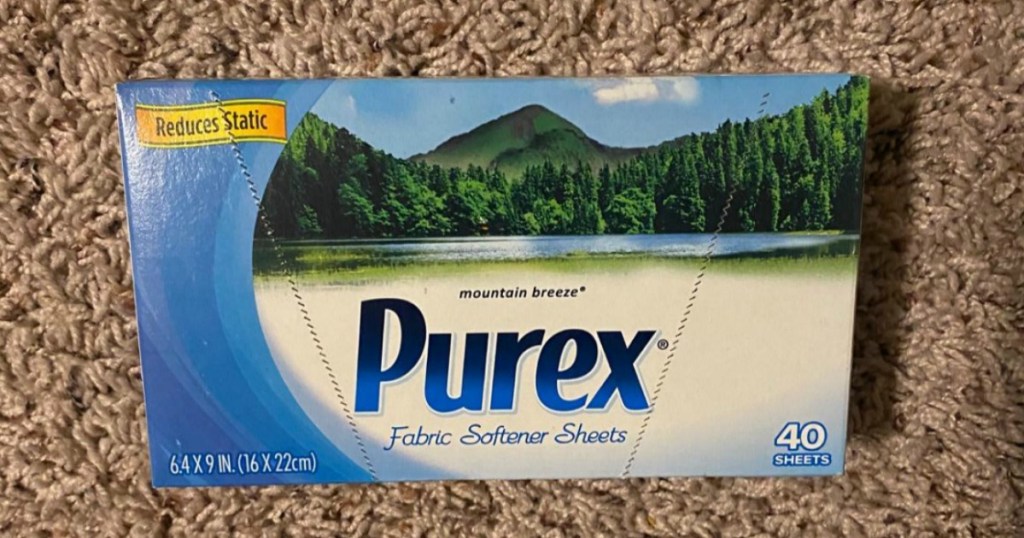 Reduces Static
mountain breeze®
Purex®
Fabric Softener Sheets
6.4 X 9 IN. (16 X 22cm)
40
SHEETS